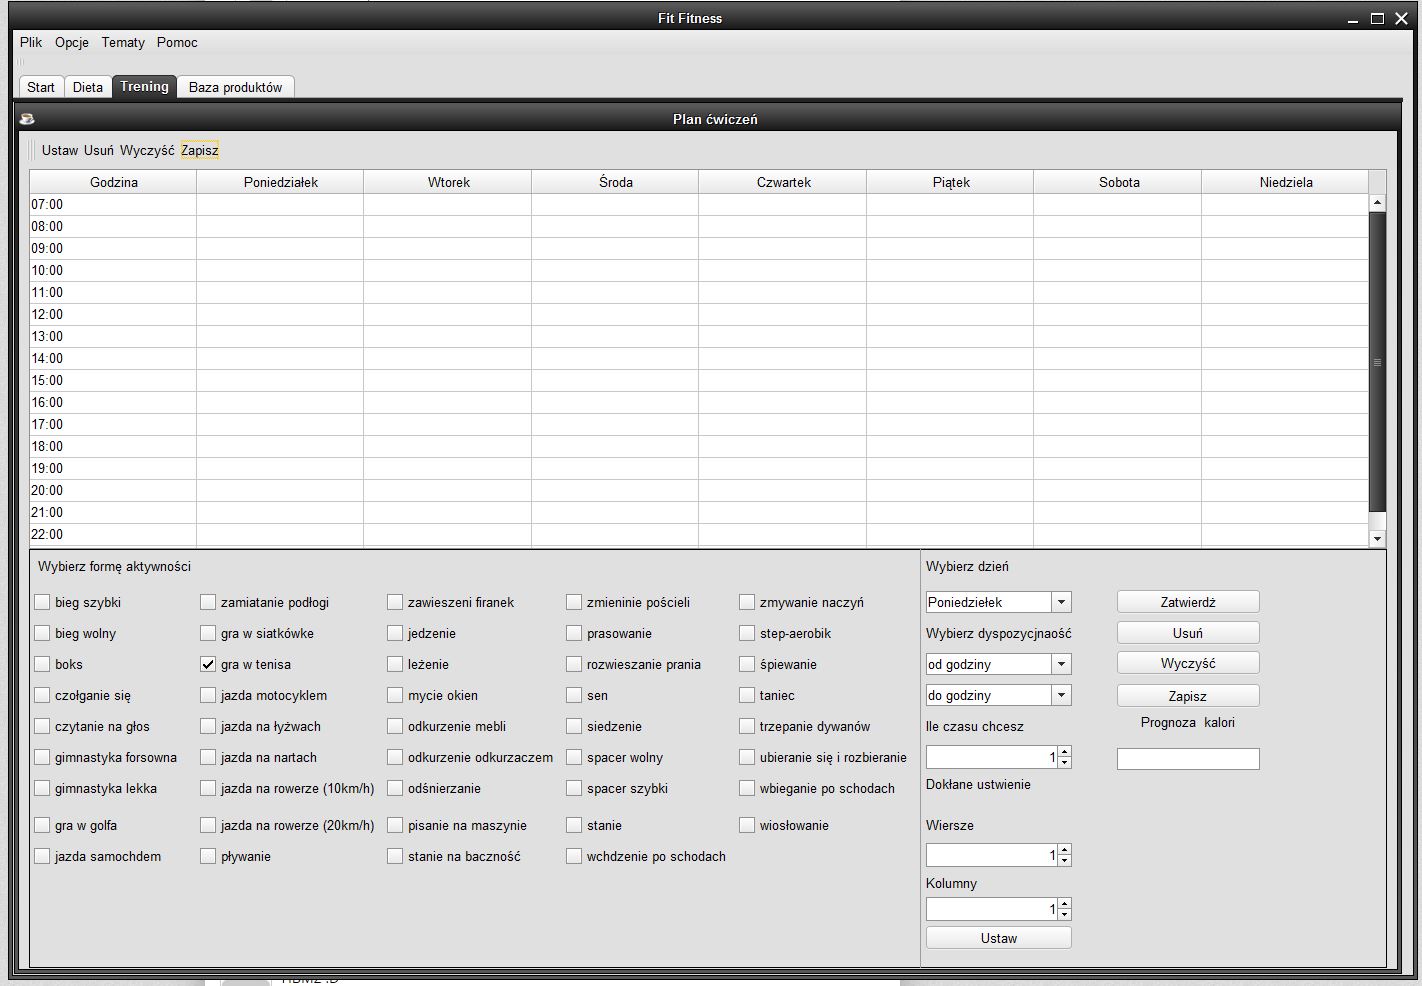 Fit Fitness
Plik Opcje Tematy Pomoc
Start Dieta Trening Baza produktów
Plan ćwiczeń
Ustaw Usuń Wyczyść Zapisz
Godzina Poniedziałek Wtorek Środa Czwartek Piątek Sobota Niedziela
07:00
08:00
09:00
10:00
11:00
12:00
13:00
14:00
15:00
16:00
17:00
18:00
19:00
20:00
21:00
22:00
Wybierz formę aktywności
bieg szybki zamiatanie podłogi zawieszeni firanek zmieninie pościeli zmywanie naczyń
bieg wolny gra w siatkówke jedzenie prasowanie step-aerobik
boks gra w tenisa leżenie rozwieszanie prania śpiewanie
czołganie się jazda motocyklem mycie okien sen taniec
czytanie na głos jazda na łyżwach odkurzenie mebli siedzenie trzepanie dywanów
gimnastyka forsowna jazda na nartach odkurzenie odkurzaczem spacer wolny ubieranie się i rozbieranie
gimnastyka lekka jazda na rowerze (10km/h) odśnierzanie spacer szybki wbieganie po schodach
gra w golfa jazda na rowerze (20km/h) pisanie na maszynie stanie wiosłowanie
jazda samochdem pływanie stanie na baczność wchdzenie po schodach
Wybierz dzień
Poniedziełek Zatwierdź
Wybierz dyspozycjnaość Usuń
od godziny Wyczyść
do godziny Zapisz
Ile czasu chcesz Prognoza kalori
1
Dokłane ustwienie
Wiersze
1
Kolumny
1
Ustaw